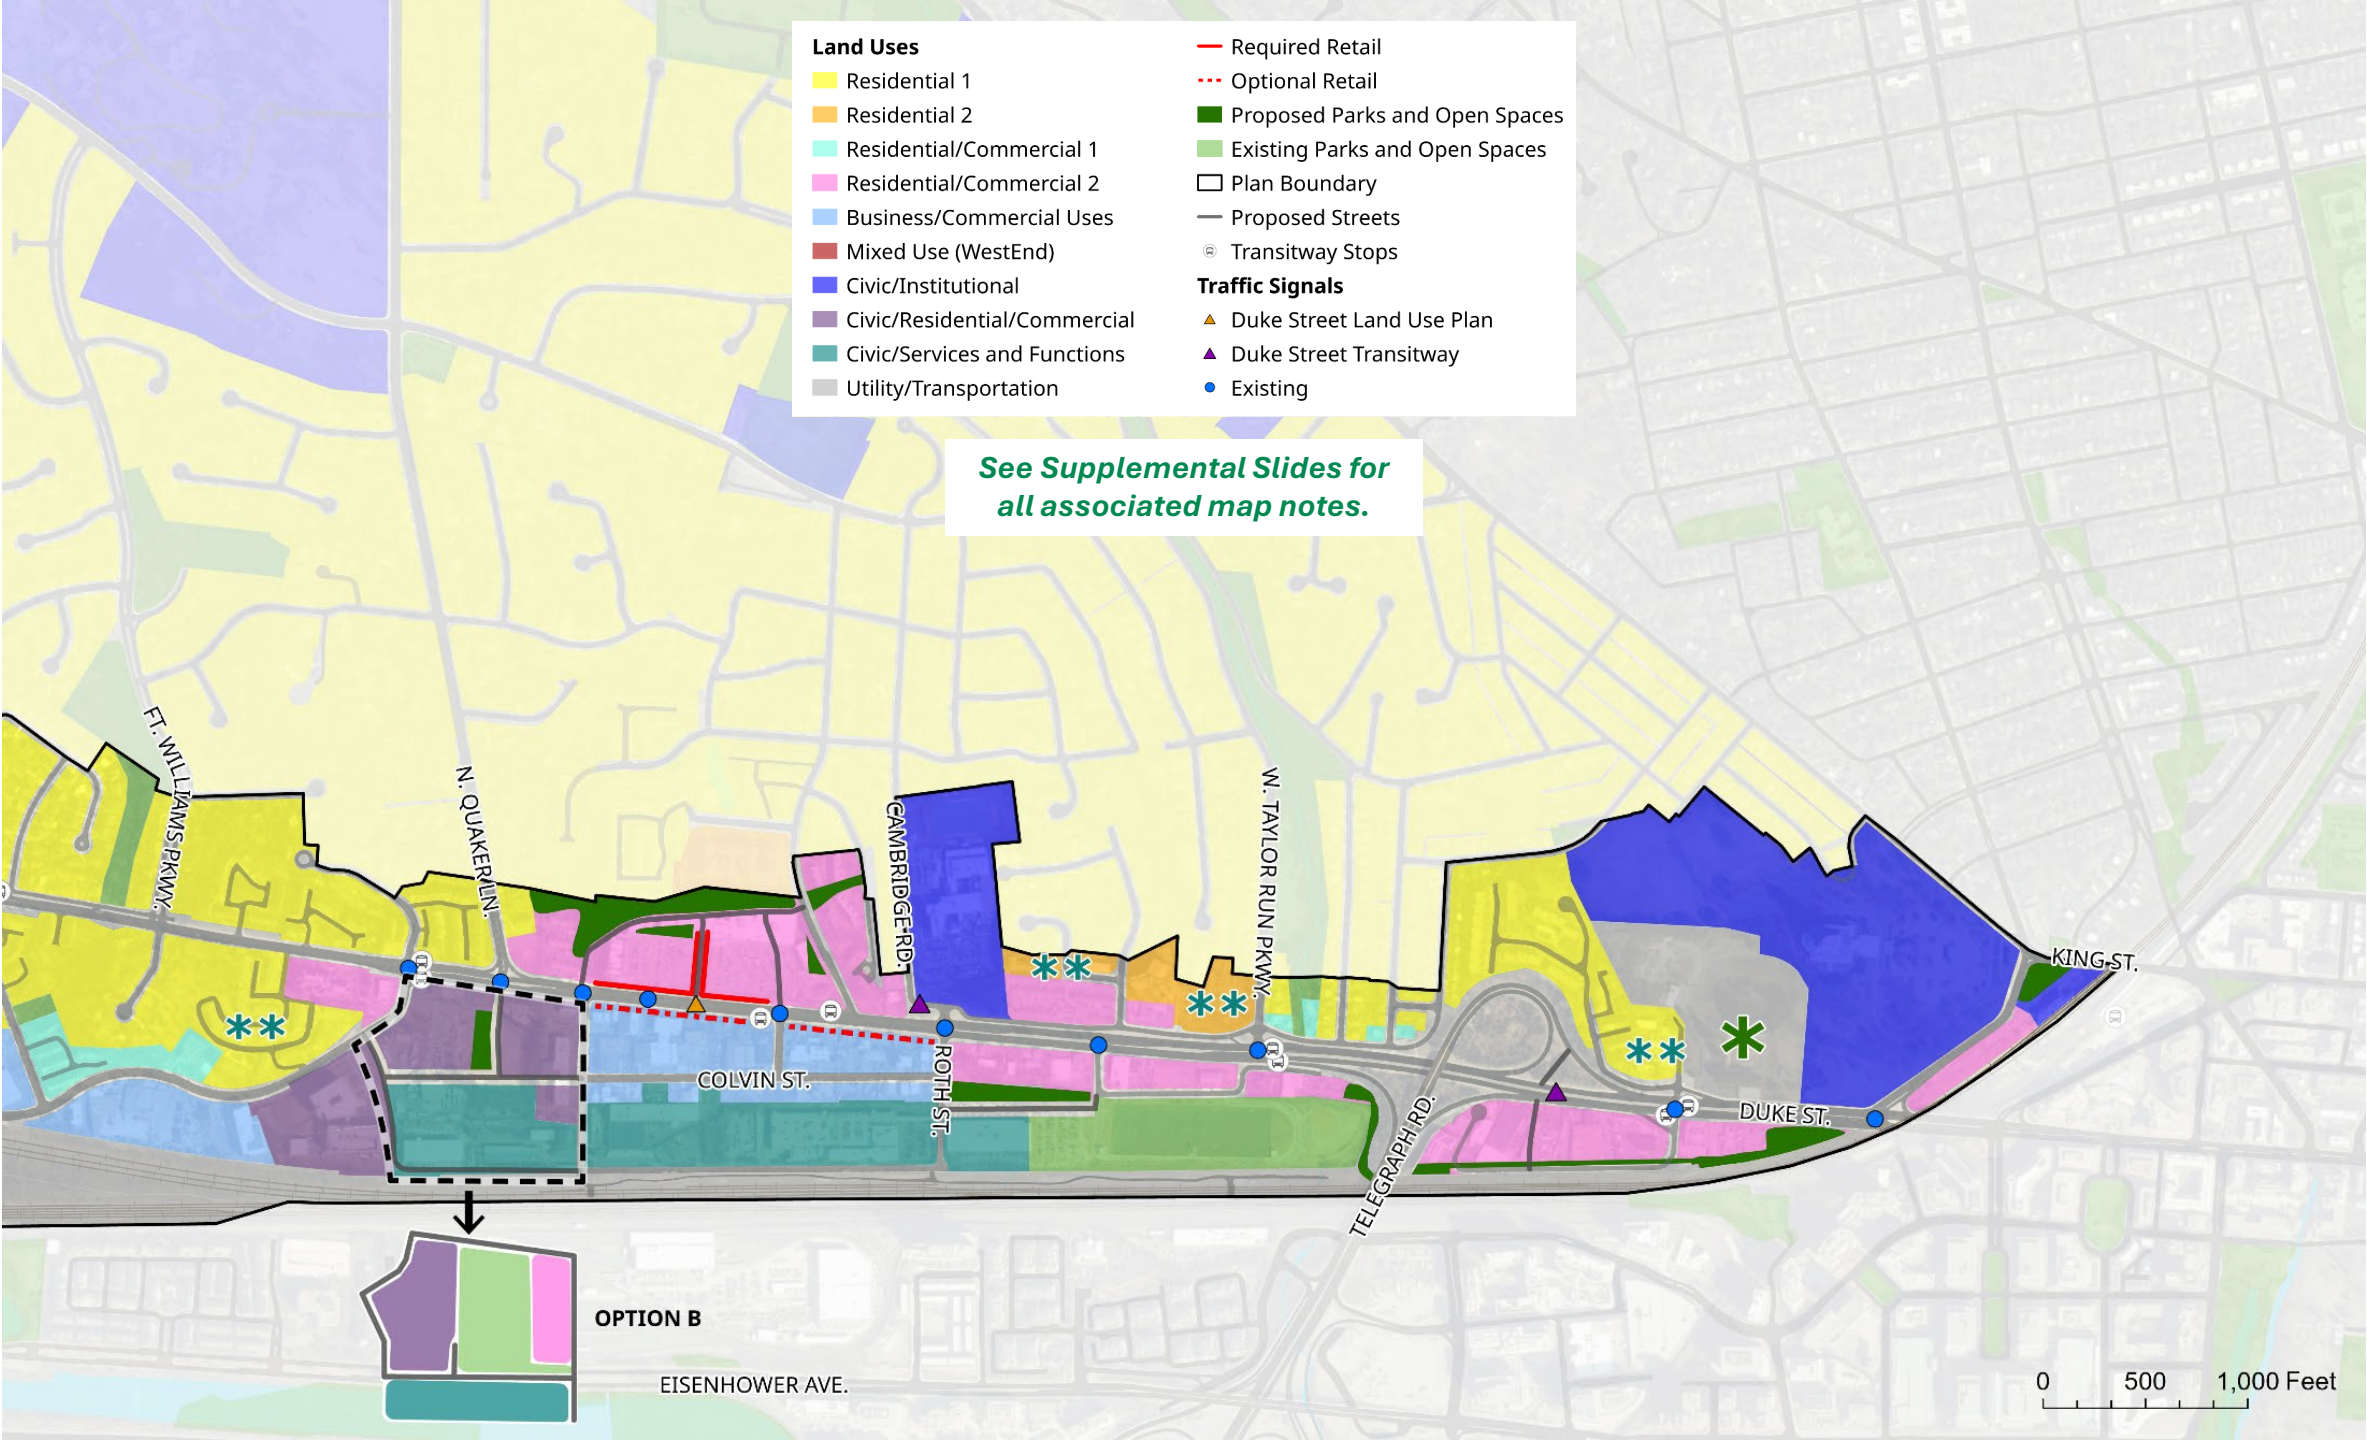 Land Uses
Residential 1
Residential 2
Residential/Commercial 1
Residential/Commercial 2
Business/Commercial Uses
Mixed Use (WestEnd)
Civic/Institutional
Civic/Residential/Commercial
Civic/Services and Functions
Utility/Transportation
Required Retail
Optional Retail
Proposed Parks and Open Spaces
Existing Parks and Open Spaces
Plan Boundary
Proposed Streets
Transitway Stops
Traffic Signals
Duke Street Land Use Plan
Duke Street Transitway
Existing
See Supplemental Slides for
all associated map notes.
FT. WILLIAMS PKWY.
N. QUAKER LN.
CAMBRIDGE RD.
W. TAYLOR RUN PKWY.
KING ST.
COLVIN ST.
ROTH ST.
TELEGRAPH RD.
DUKE ST.
OPTION B
EISENHOWER AVE.
0 500 1,000 Feet